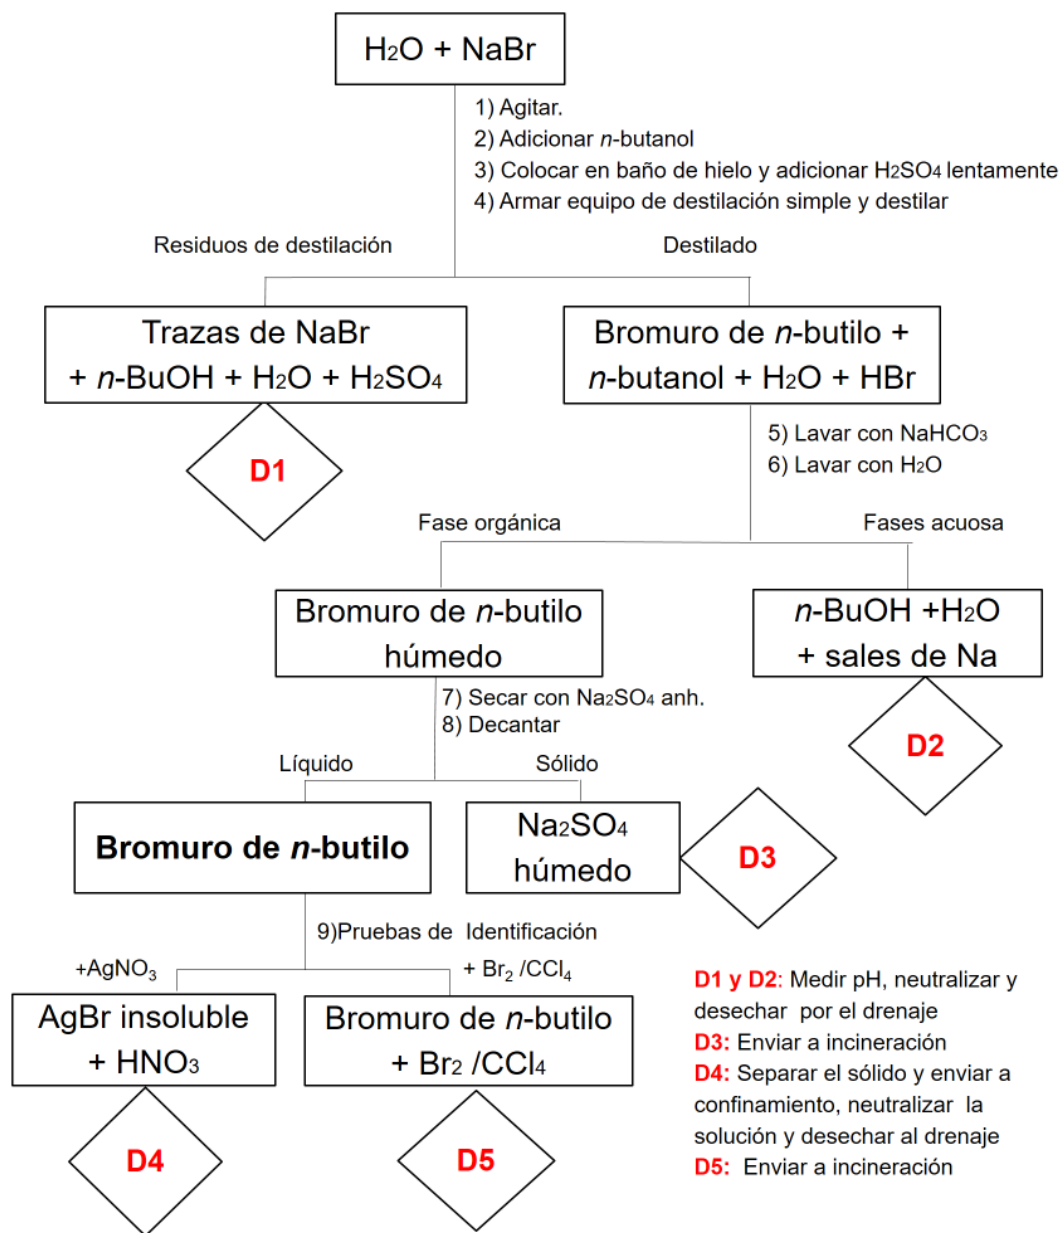 H2O + NaBr
1) Agitar.
2) Adicionar n-butanol
3) Colocar en baño de hielo y adicionar H2SO4 lentamente
4) Armar equipo de destilación simple y destilar
Residuos de destilación
Destilado
Trazas de NaBr
+ n-BuOH + H2O + H2SO4
Bromuro de n-butilo +
n-butanol + H2O + HBr
D1
5) Lavar con NaHCO3
6) Lavar con H2O
Fase orgánica
Fases acuosa
Bromuro de n-butilo
húmedo
n-BuOH +H2O
+ sales de Na
D2
7) Secar con Na2SO4 anh.
8) Decantar
Líquido
Sólido
Bromuro de n-butilo
Na2SO4
húmedo
D3
9)Pruebas de Identificación
+AgNO3
+ Br2 /CCl4
AgBr insoluble
+ HNO3
Bromuro de n-butilo
+ Br2 /CCl4
D4
D5
D1 y D2: Medir pH, neutralizar y
desechar por el drenaje
D3: Enviar a incineración
D4: Separar el sólido y enviar a
confinamiento, neutralizar la
solución y desechar al drenaje
D5: Enviar a incineración